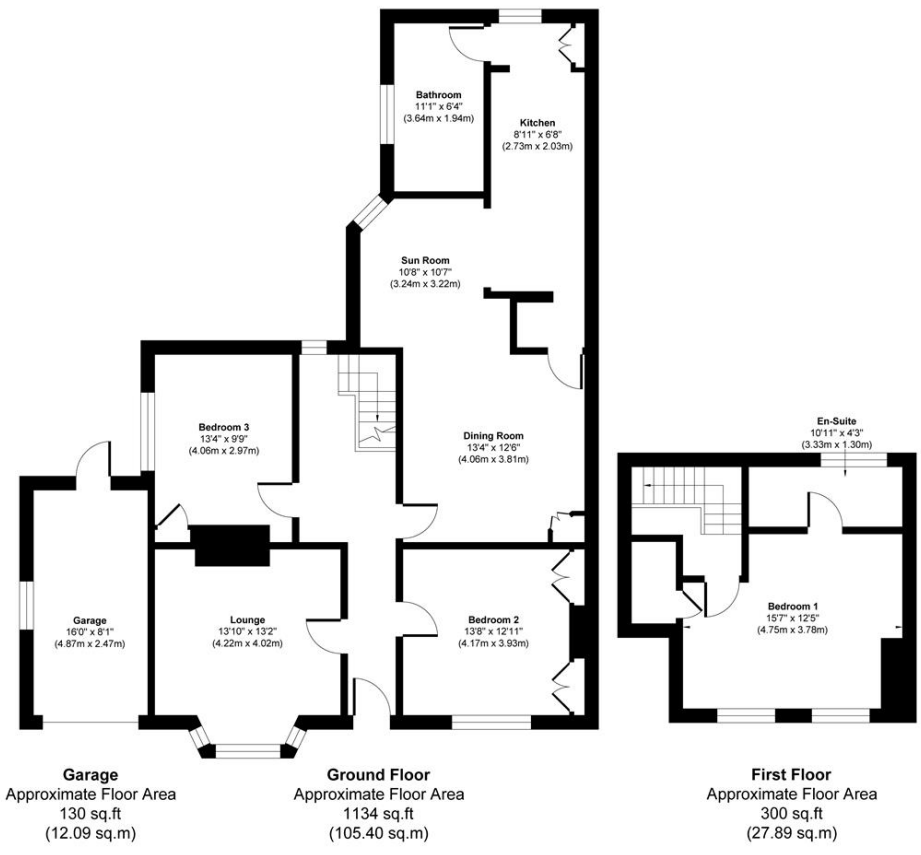 Bathroom
11'1" x 6'4"
(3.64m x 1.94m)
Kitchen
8'11" x 6'8"
(2.73m x 2.03m)
Sun Room
10'8" x 10'7"
(3.24m x 3.22m)
Bedroom 3
13'4" x 9'9"
(4.06m x 2.97m)
Dining Room
13'4" x 12'6"
(4.06m x 3.81m)
En-Suite
10'11" x 4'3"
(3.33m x 1.30m)
Garage
16'0" x 8'1"
(4.87m x 2.47m)
Lounge
13'10" x 13'2"
(4.22m x 4.02m)
Bedroom 2
13'8" x 12'11"
(4.17m x 3.93m)
Bedroom 1
15'7" x 12'5"
(4.75m x 3.78m)
Garage
Approximate Floor Area
130 sq.ft
(12.09 sq.m)
Ground Floor
Approximate Floor Area
1134 sq.ft
(105.40 sq.m)
First Floor
Approximate Floor Area
300 sq.ft
(27.89 sq.m)